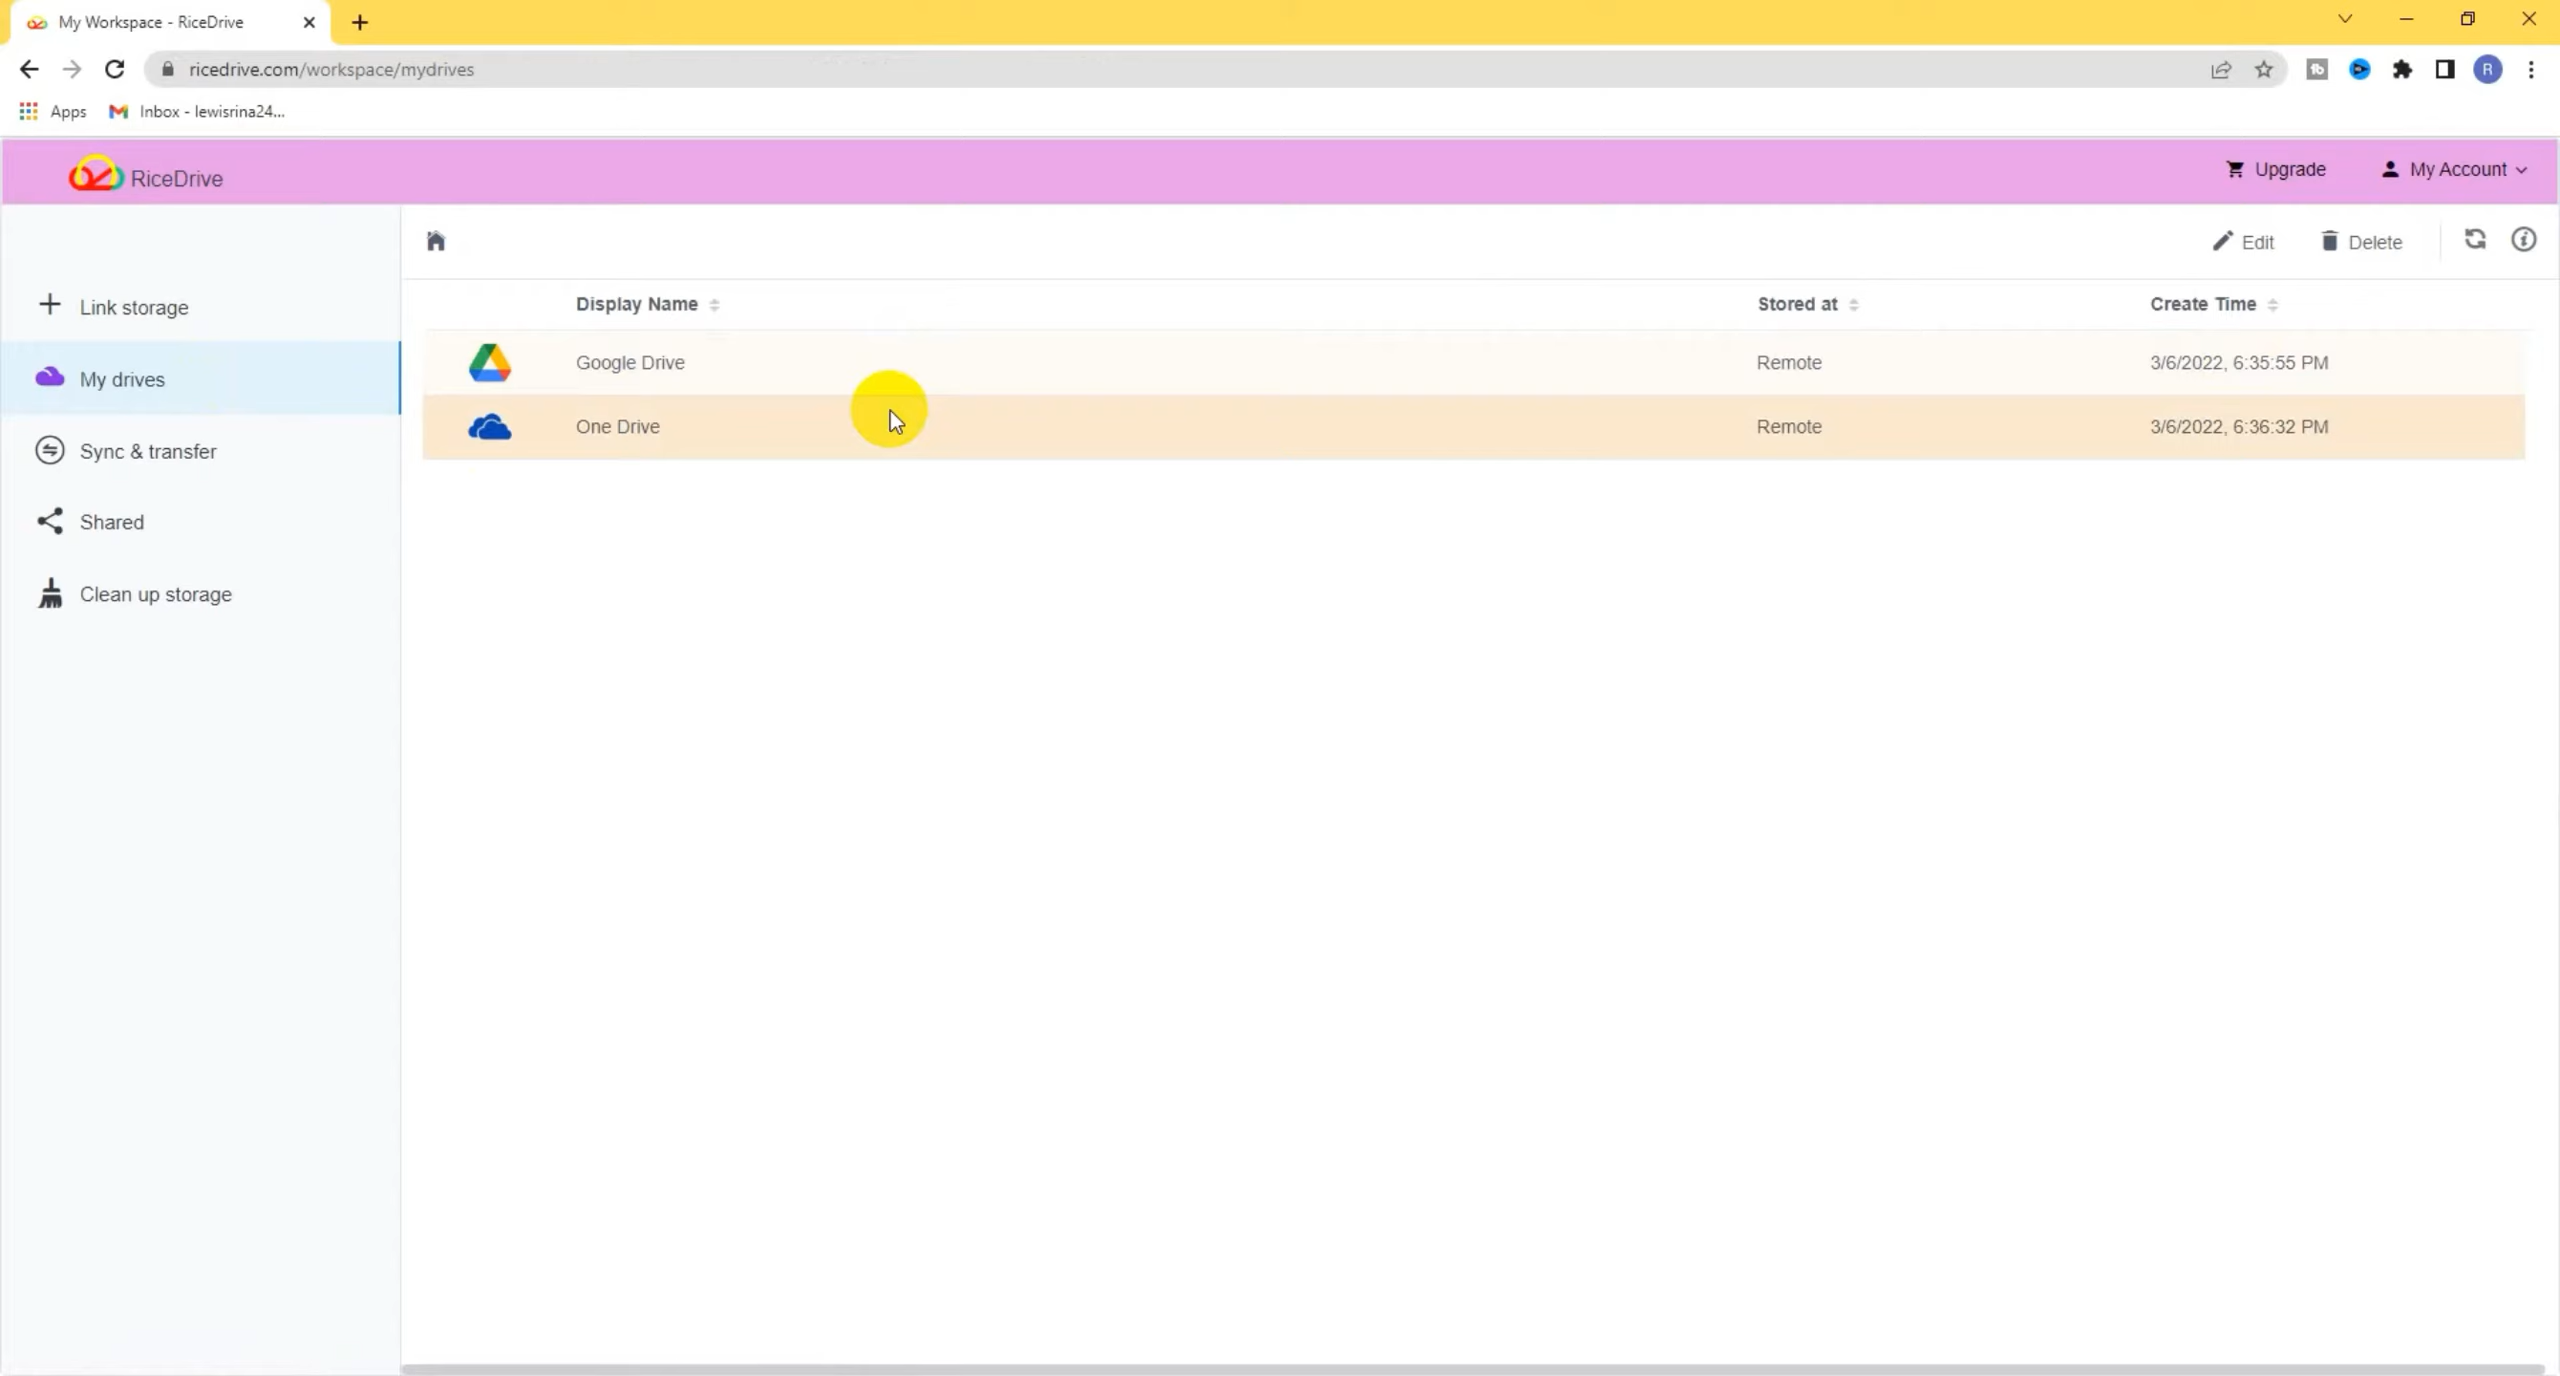 My Workspace - RiceDrive
ricedrive.com/workspace/mydrives
Apps Inbox - lewisrina24...
RiceDrive Upgrade My Account
Edit Delete
Link storage
My drives
Sync & transfer
Shared
Clean up storage
Display Name Stored at Create Time
Google Drive Remote 3/6/2022, 6:35:55 PM
One Drive Remote 3/6/2022, 6:36:32 PM
R